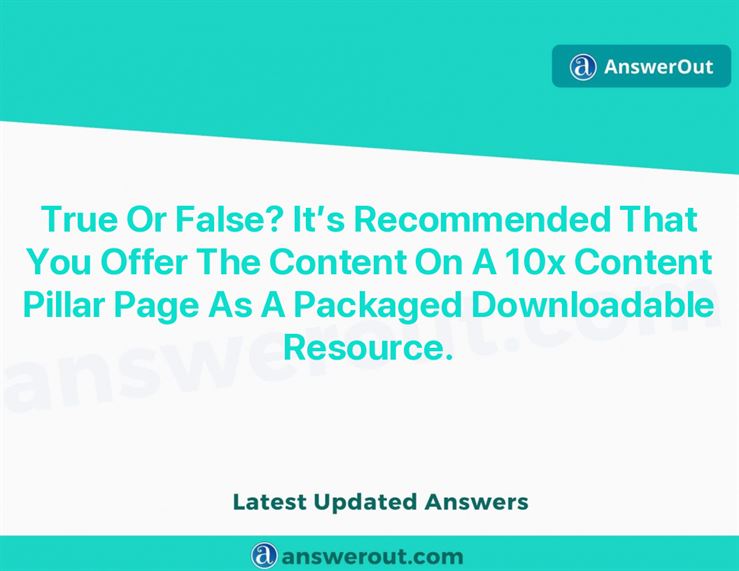 AnswerOut
True Or False? It’s Recommended That
You Offer The Content On A 10x Content
Pillar Page As A Packaged Downloadable
Resource.
answerout.com
Latest Updated Answers
answerout.com